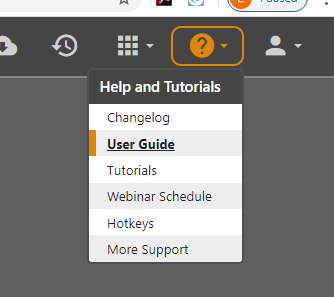 Paused
Help and Tutorials
Changelog
User Guide
Tutorials
Webinar Schedule
Hotkeys
More Support